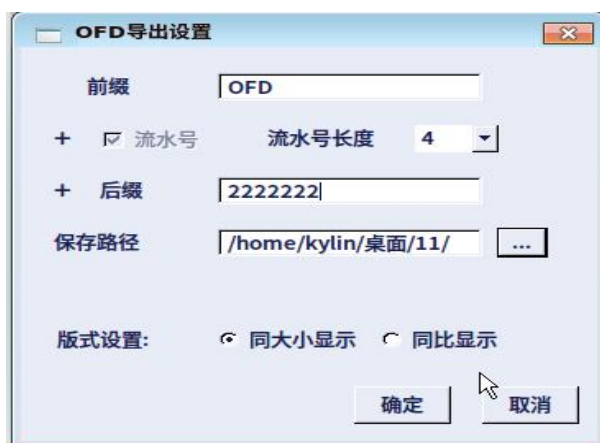 OFD导出设置
前缀 OFD
+ 流水号 流水号长度 4
+ 后缀 2222222
保存路径 /home/kylin/桌面/11/ ...
版式设置: 同大小显示 同比显示
确定 取消